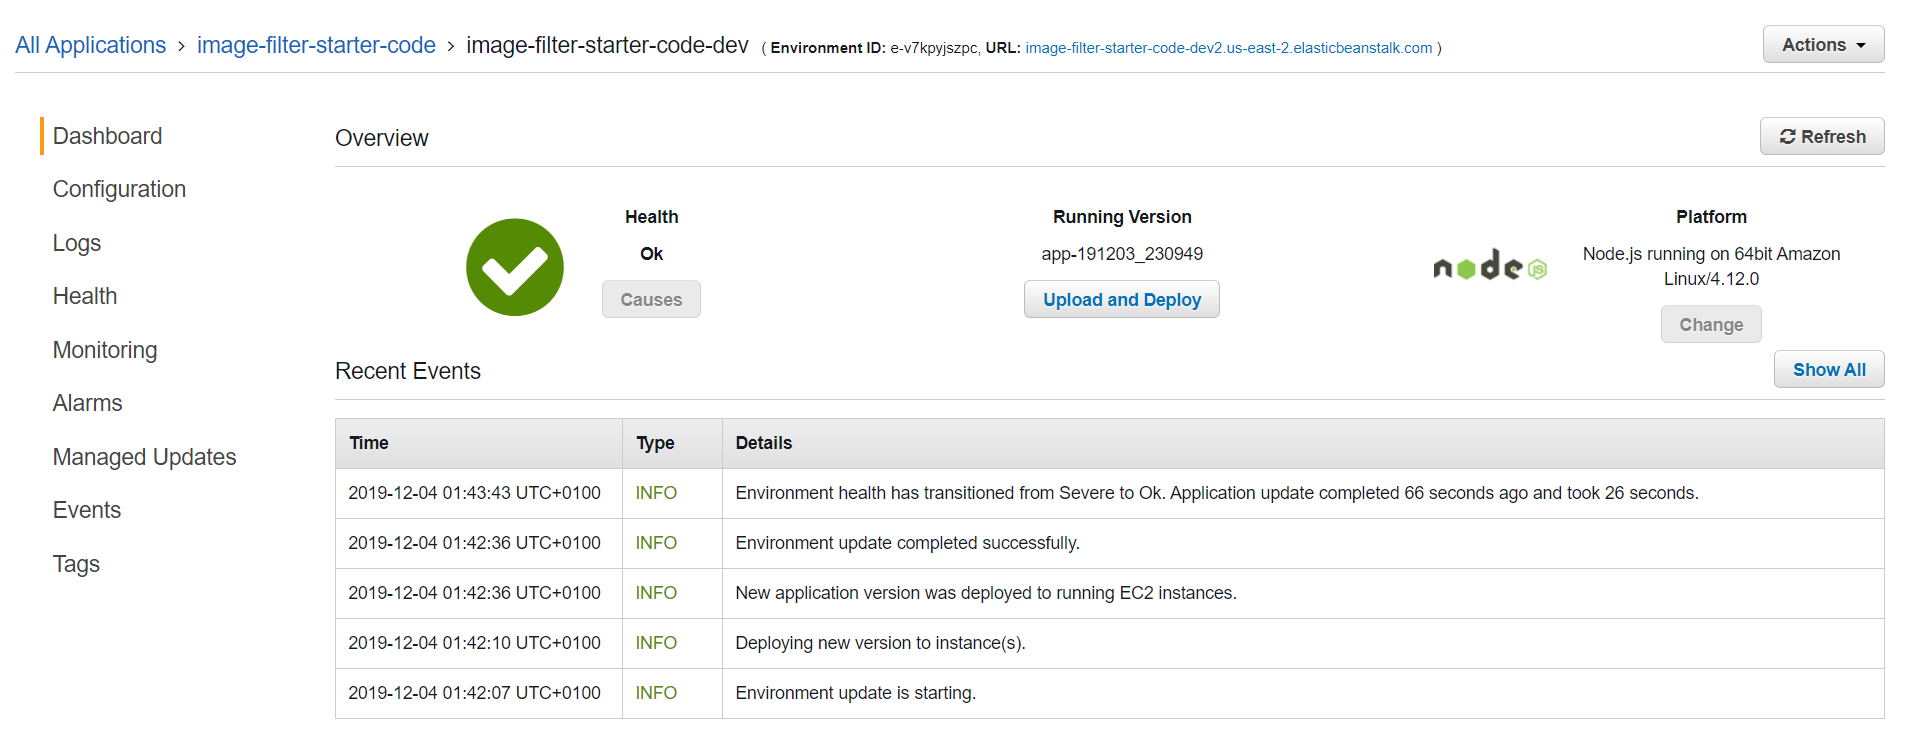 All Applications › image-filter-starter-code › image-filter-starter-code-dev ( Environment ID: e-v7kpyjszpc, URL: image-filter-starter-code-dev2.us-east-2.elasticbeanstalk.com )
Actions
Dashboard
Configuration
Logs
Health
Monitoring
Alarms
Managed Updates
Events
Tags
Overview
Refresh
Health
Ok
Causes
Running Version
app-191203_230949
Upload and Deploy
node JS
Platform
Node.js running on 64bit Amazon
Linux/4.12.0
Change
Recent Events
Show All
Time Type Details
2019-12-04 01:43:43 UTC+0100 INFO Environment health has transitioned from Severe to Ok. Application update completed 66 seconds ago and took 26 seconds.
2019-12-04 01:42:36 UTC+0100 INFO Environment update completed successfully.
2019-12-04 01:42:36 UTC+0100 INFO New application version was deployed to running EC2 instances.
2019-12-04 01:42:10 UTC+0100 INFO Deploying new version to instance(s).
2019-12-04 01:42:07 UTC+0100 INFO Environment update is starting.